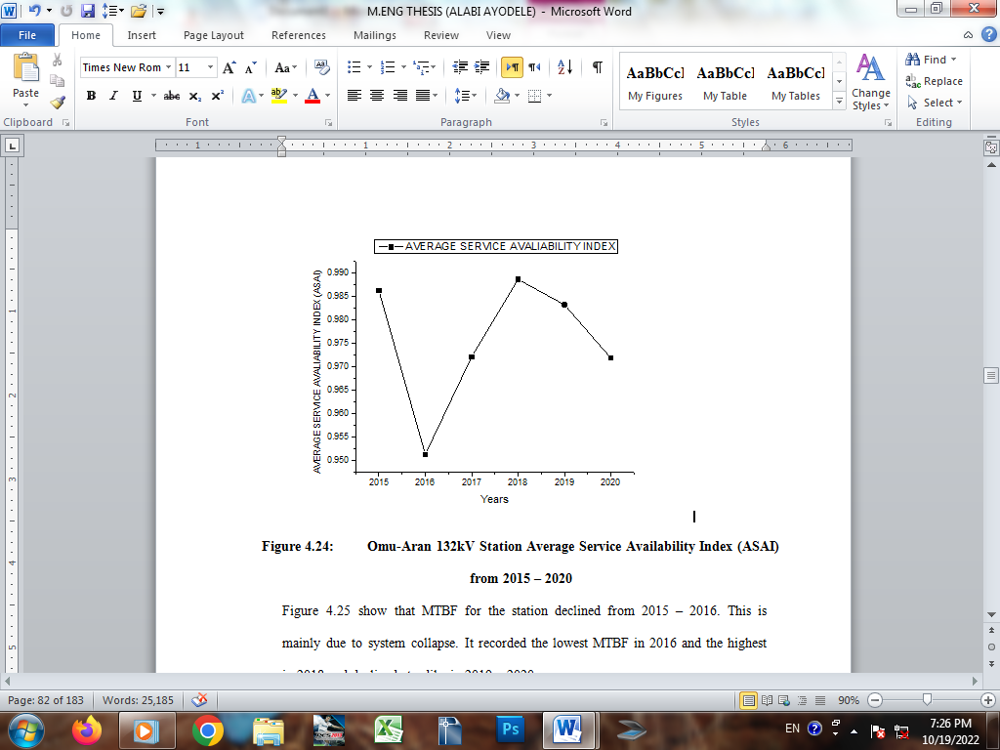 M.ENG THESIS (ALABI AYODELE) - Microsoft Word
File Home Insert Page Layout References Mailings Review View
Paste
Times New Rom 11
AaBbCcI AaBbCcI AaBbCcI
My Figures My Table My Tables
Change Styles
Find
Replace
Select
Clipboard Font Paragraph Styles Editing
1 1 2 3 4 5 6
AVERAGE SERVICE AVALIABILITY INDEX
AVERAGE SERVICE AVALIABILITY INDEX (ASAI)
0.990
0.985
0.980
0.975
0.970
0.965
0.960
0.955
0.950
2015 2016 2017 2018 2019 2020
Years
Figure 4.24: Omu-Aran 132kV Station Average Service Availability Index (ASAI)
from 2015 – 2020
Figure 4.25 show that MTBF for the station declined from 2015 – 2016. This is
mainly due to system collapse. It recorded the lowest MTBF in 2016 and the highest
Page: 82 of 183 Words: 25,185 90%
EN 7:26 PM
10/19/2022